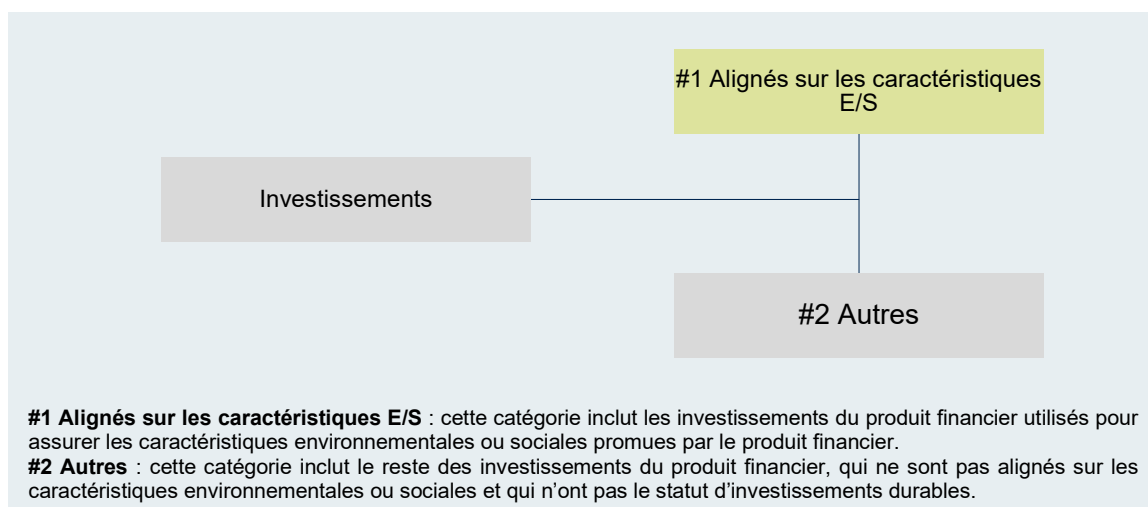 #1 Alignés sur les caractéristiques
E/S
Investissements
#2 Autres
#1 Alignés sur les caractéristiques E/S : cette catégorie inclut les investissements du produit financier utilisés pour
assurer les caractéristiques environnementales ou sociales promues par le produit financier.
#2 Autres : cette catégorie inclut le reste des investissements du produit financier, qui ne sont pas alignés sur les
caractéristiques environnementales ou sociales et qui n’ont pas le statut d’investissements durables.